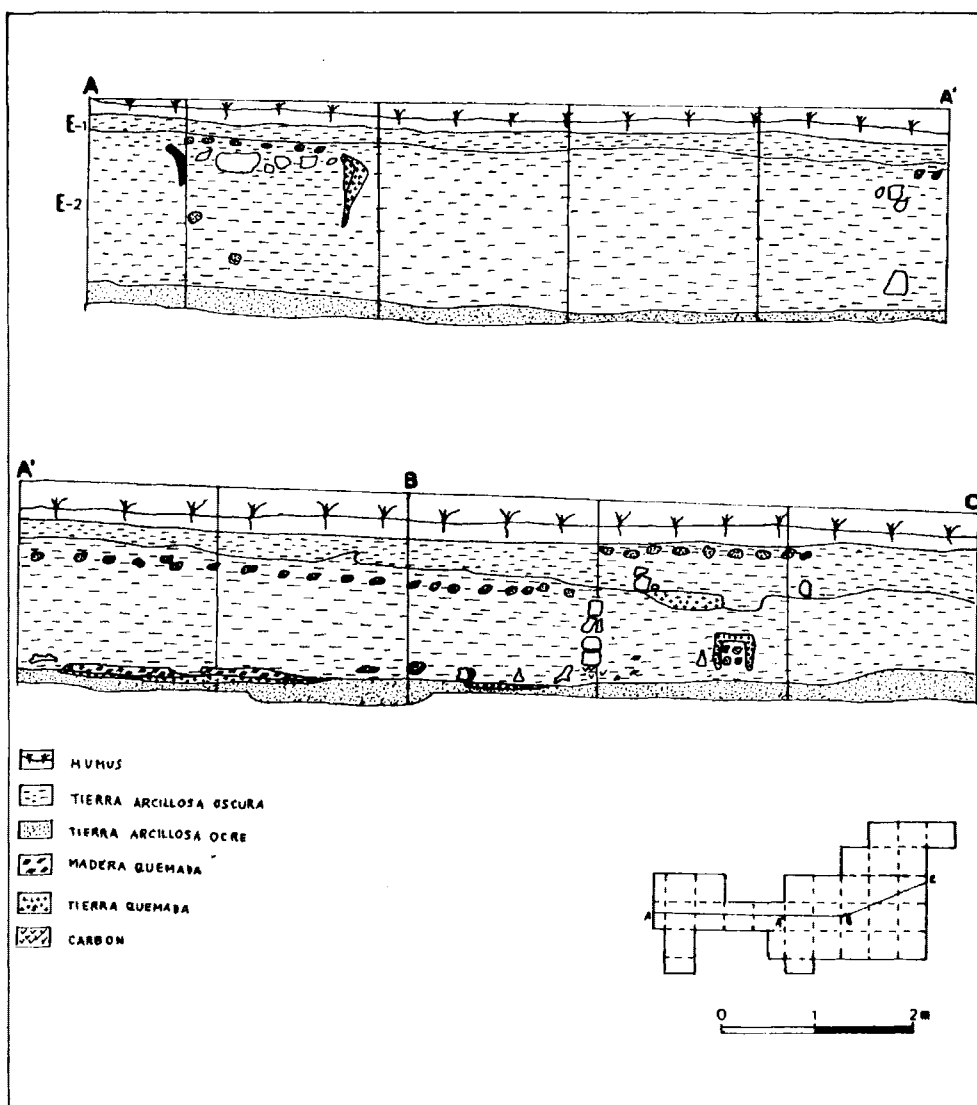 A A'
E-1
E-2
A' B C
HUMUS
TIERRA ARCILLOSA OSCURA
TIERRA ARCILLOSA OCRE
MADERA QUEMADA
TIERRA QUEMADA
CARBON
A A' B C
0 1 2m